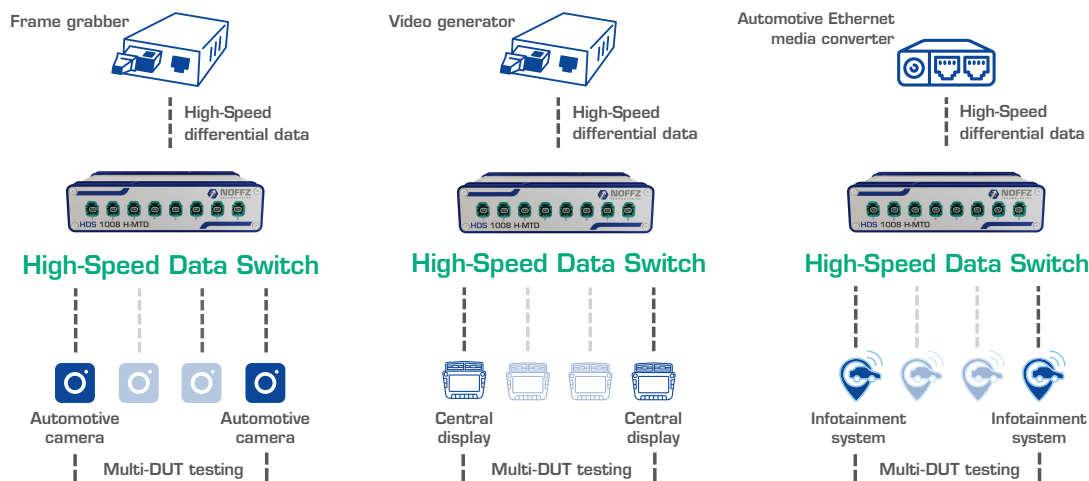 Frame grabber
High-Speed
differential data
NOFFZ
TECHNOLOGIES
HDS 1008 H-MTD
High-Speed Data Switch
Automotive
camera
Automotive
camera
Multi-DUT testing
Video generator
High-Speed
differential data
NOFFZ
TECHNOLOGIES
HDS 1008 H-MTD
High-Speed Data Switch
Central
display
Central
display
Multi-DUT testing
Automotive Ethernet
media converter
High-Speed
differential data
NOFFZ
TECHNOLOGIES
HDS 1008 H-MTD
High-Speed Data Switch
Infotainment
system
Infotainment
system
Multi-DUT testing